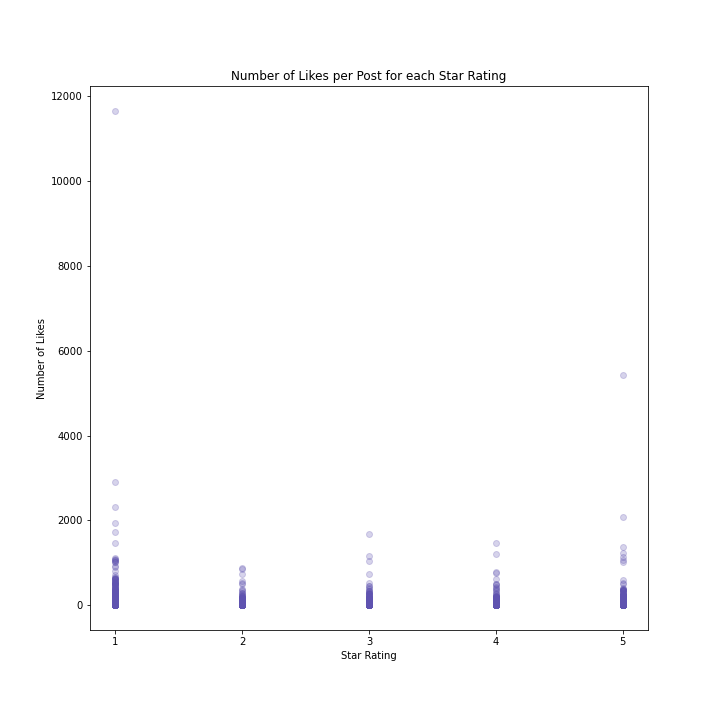 Number of Likes per Post for each Star Rating
12000
10000
8000
6000
4000
2000
0
Number of Likes
1 2 3 4 5
Star Rating